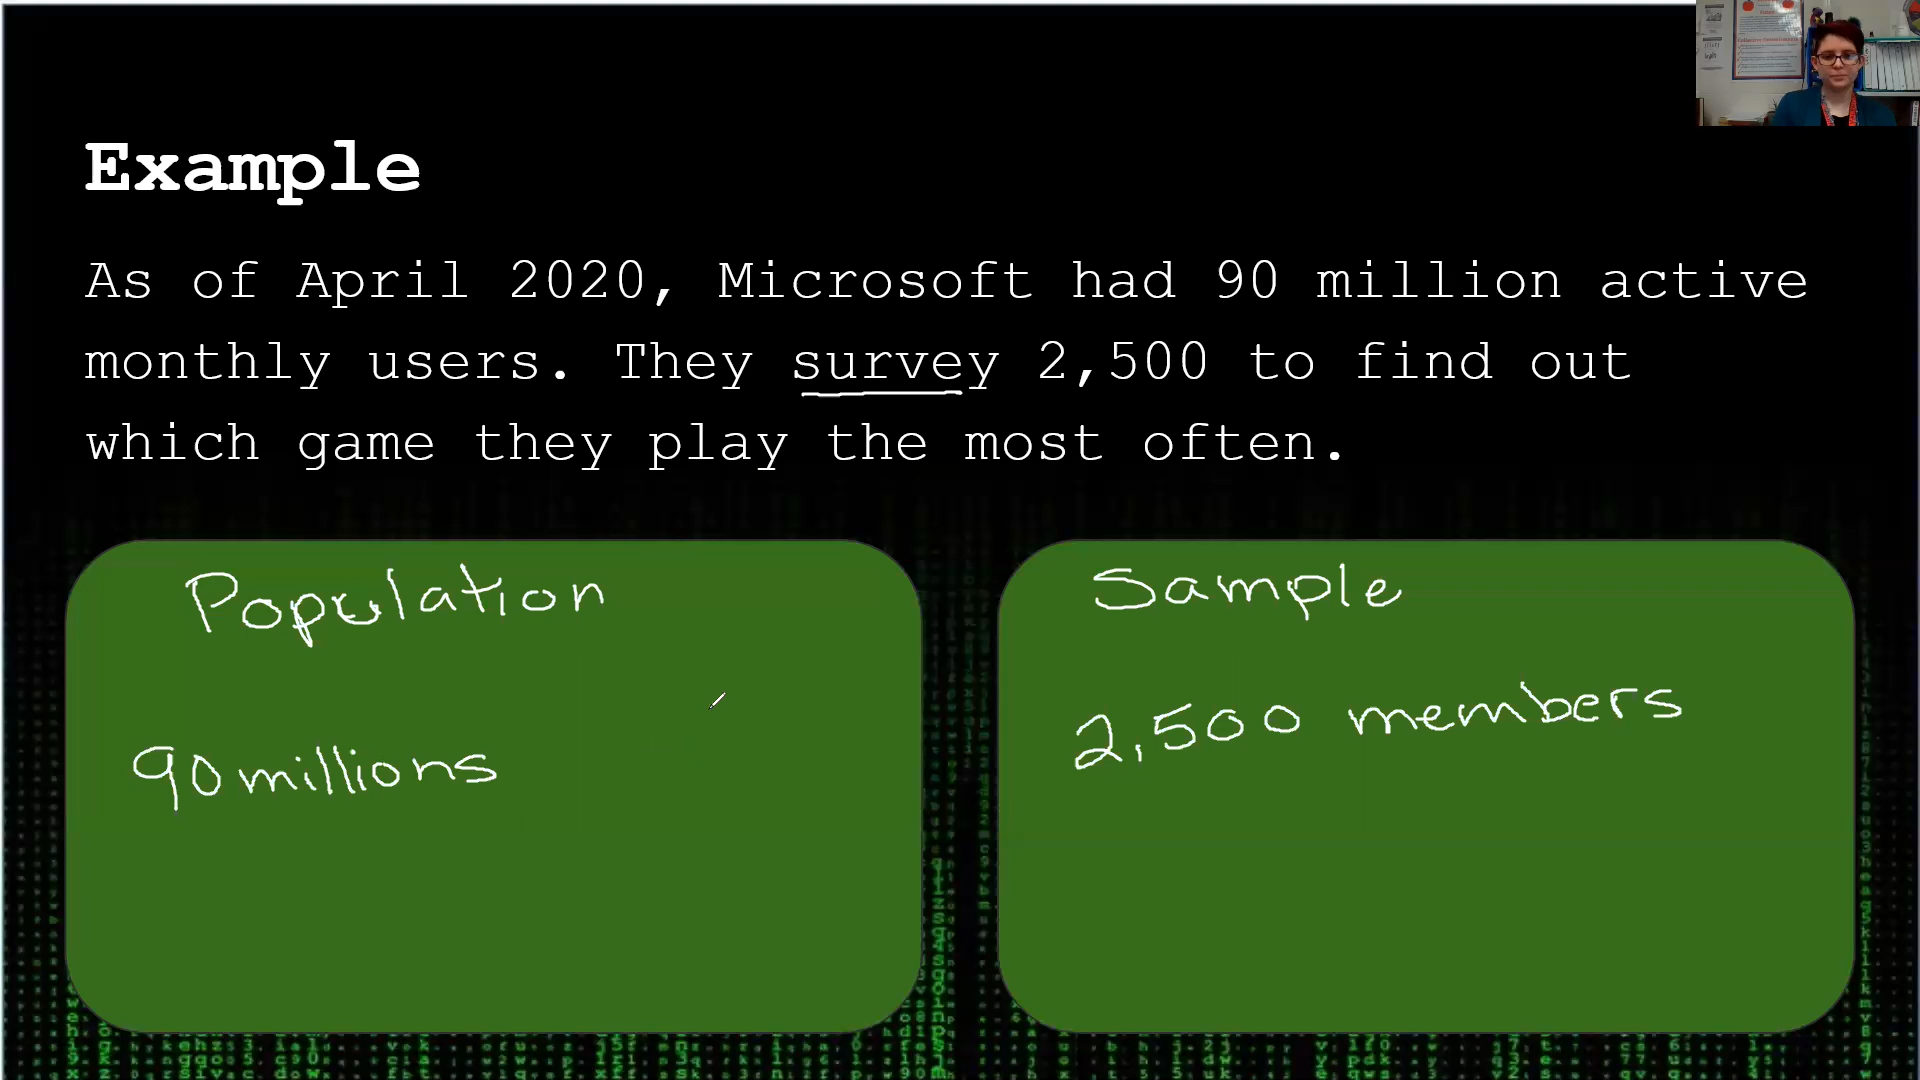 Example
As of April 2020, Microsoft had 90 million active
monthly users. They survey 2,500 to find out
which game they play the most often.
Population
90 millions
Sample
2,500 members